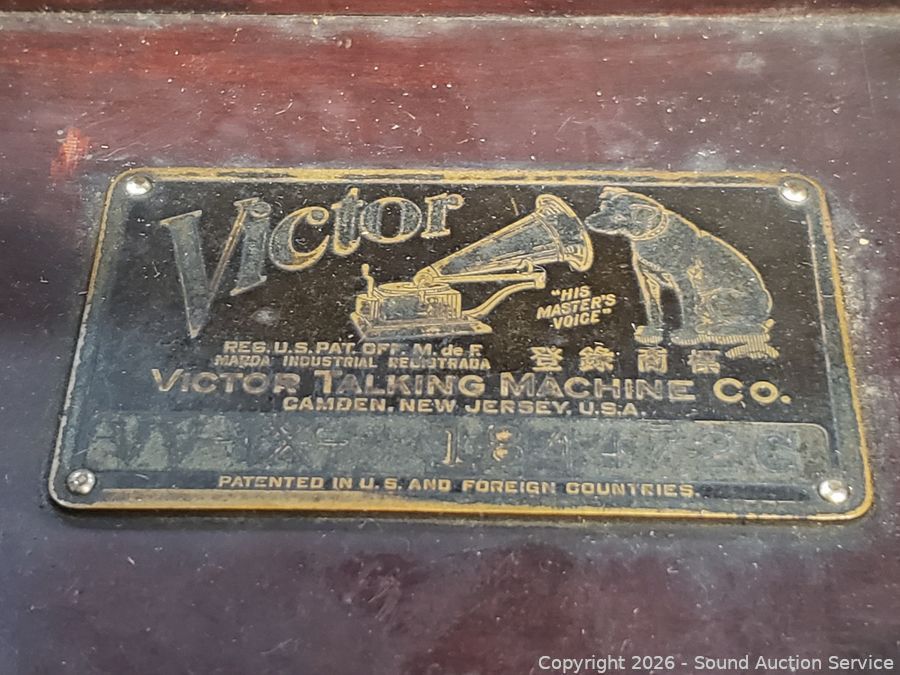 Victor
"HIS
MASTER'S
VOICE"
REG. U.S. PAT. OFF. M. de F.
MARCA INDUSTRIAL REGISTRADA
登録商標
VICTOR TALKING MACHINE CO.
CAMDEN, NEW JERSEY, U.S.A.
PATENTED IN U.S. AND FOREIGN COUNTRIES.
Copyright © 2026 - Sound Auction Service